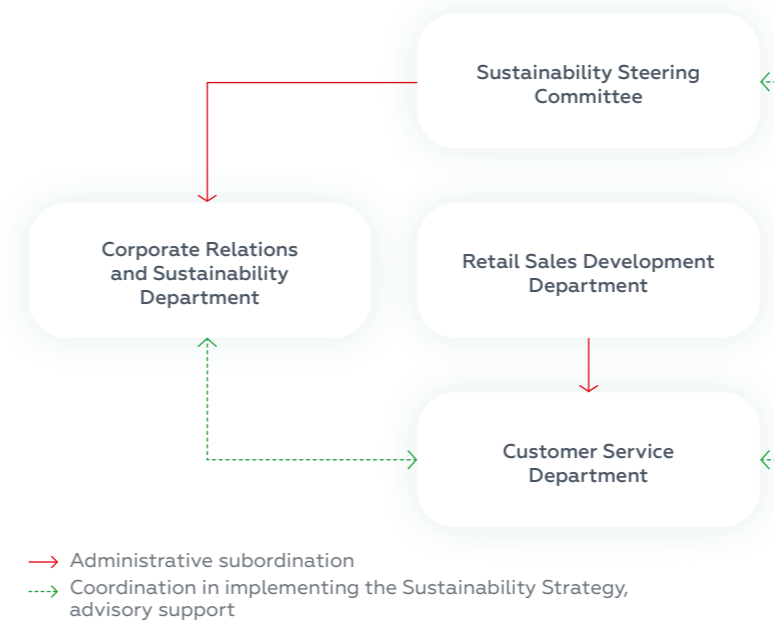 Sustainability Steering
Committee
Corporate Relations
and Sustainability
Department
Retail Sales Development
Department
Customer Service
Department
Administrative subordination
Coordination in implementing the Sustainability Strategy,
advisory support